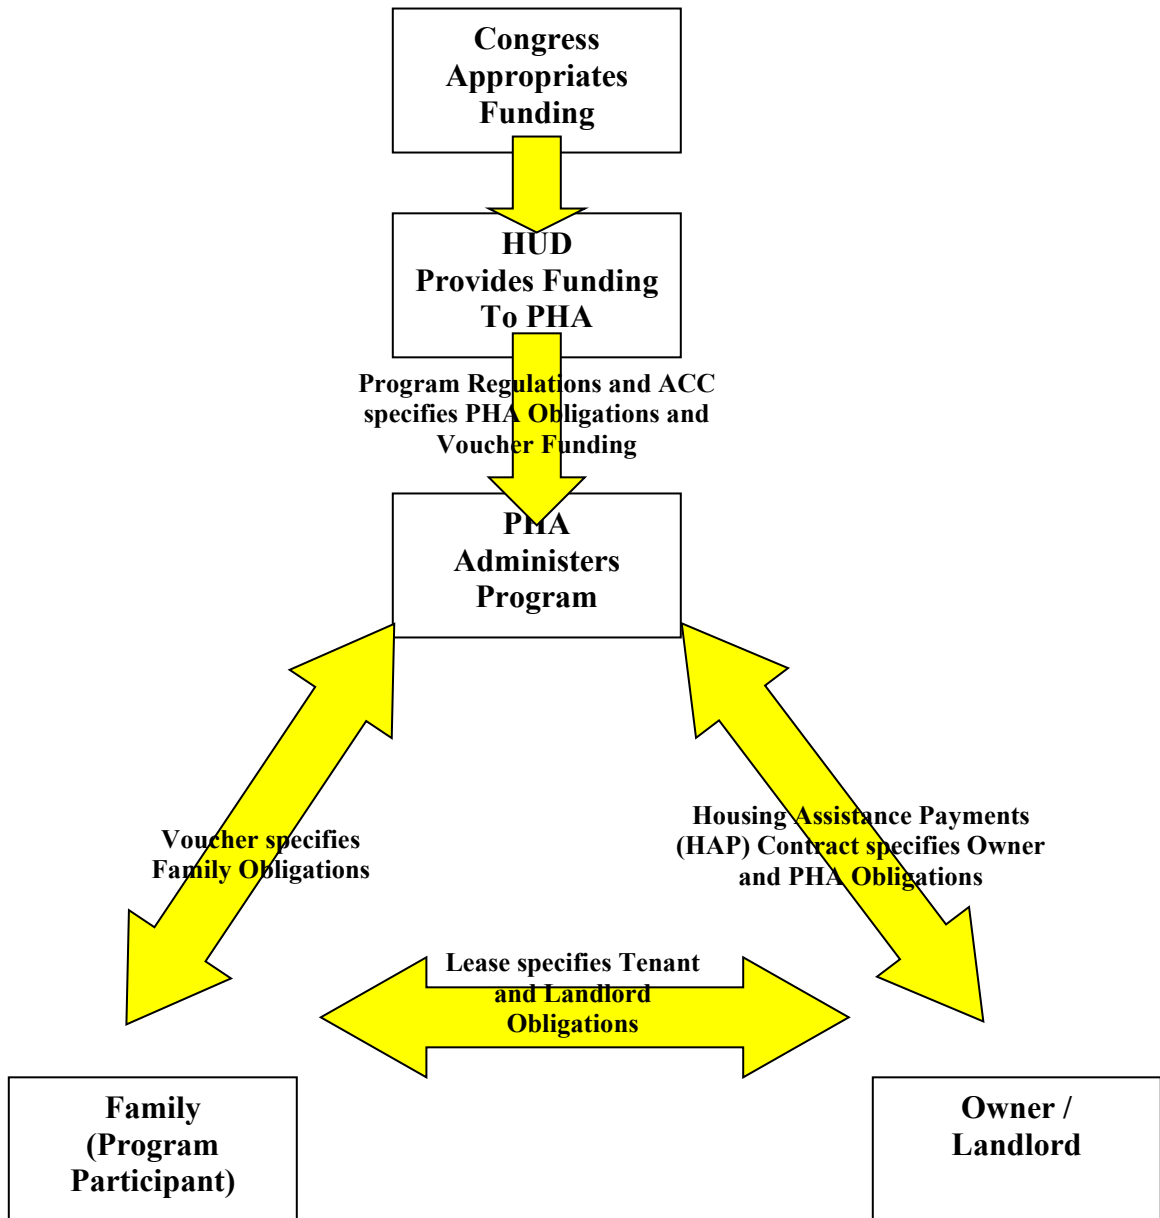 Congress
Appropriates
Funding
HUD
Provides Funding
To PHA
Program Regulations and ACC
specifies PHA Obligations and
Voucher Funding
PHA
Administers
Program
Voucher specifies
Family Obligations
Housing Assistance Payments
(HAP) Contract specifies Owner
and PHA Obligations
Lease specifies Tenant
and Landlord
Obligations
Family
(Program
Participant)
Owner /
Landlord